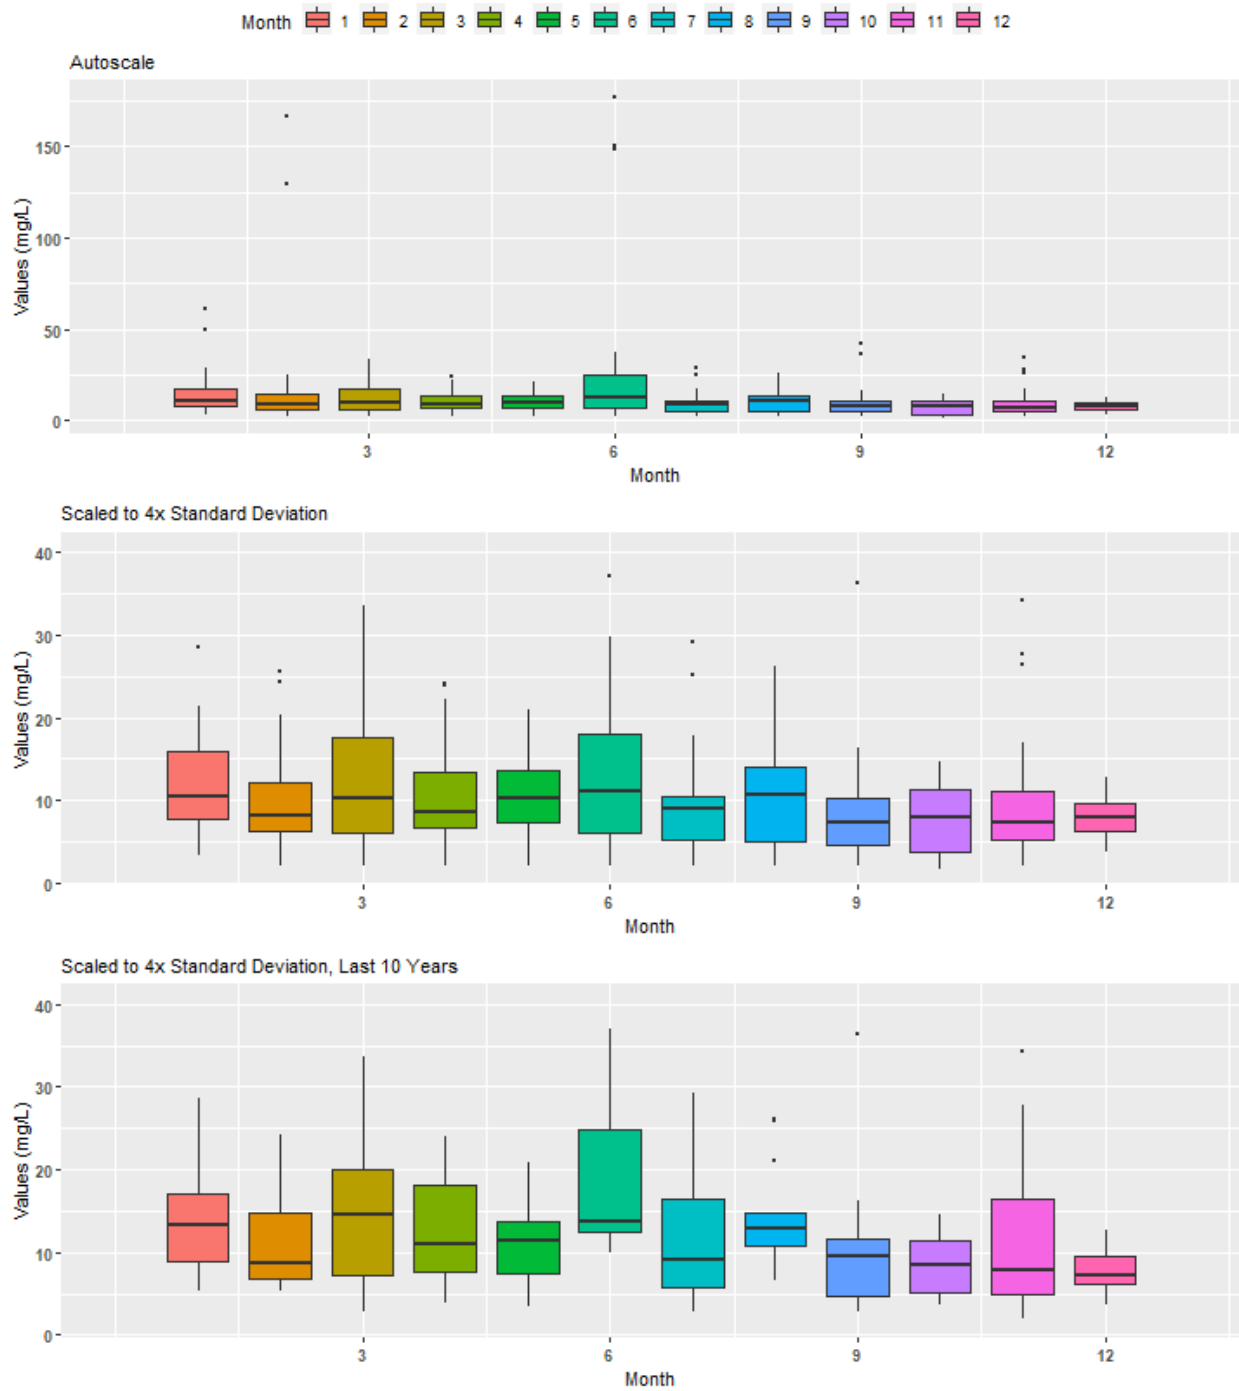 Month 1 2 3 4 5 6 7 8 9 10 11 12
Autoscale
Values (mg/L)
150
100
50
0
3 6 9 12
Month
Scaled to 4x Standard Deviation
Values (mg/L)
40
30
20
10
0
3 6 9 12
Month
Scaled to 4x Standard Deviation, Last 10 Years
Values (mg/L)
40
30
20
10
0
3 6 9 12
Month